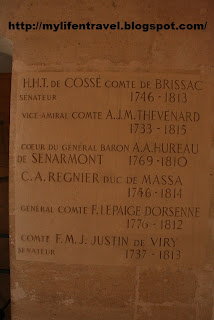 http://mylifentravel.blogspot.com/
H.H.T. DE COSSÉ COMTE DE BRISSAC
SENATEUR 1746-1813
VICE-AMIRAL COMTE A.J.M. THEVENARD
1733-1815
CŒUR DU GENERAL BARON A.A. HUREAU
DE SENARMONT 1769-1810
C.A. REGNIER DUC DE MASSA
1746-1814
GENERAL COMTE F.J. EPAIGE DORSENNE
1776-1812
COMTE F.M.J. JUSTIN DE VIRY
SENATEUR 1737-1813